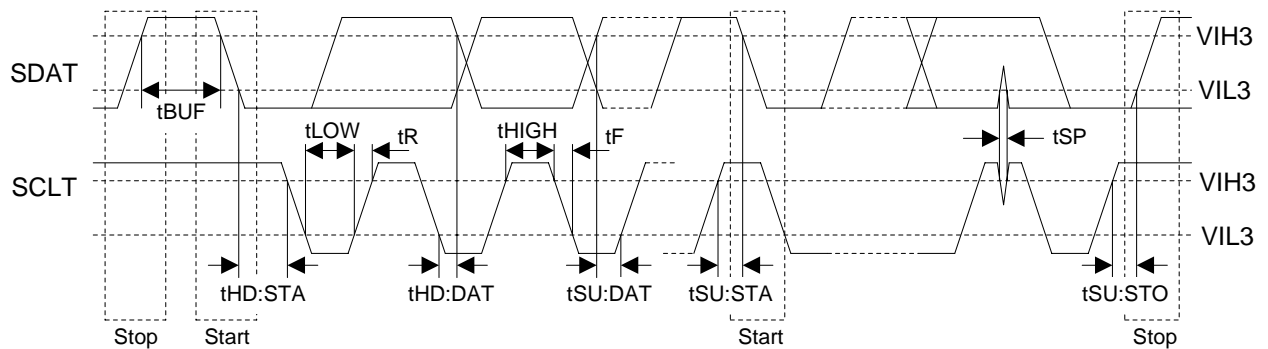 VIH3
SDAT
VIL3
tBUF
tLOW
tR
tHIGH
tF
tSP
SCLT
VIH3
VIL3
tHD:STA
tHD:DAT
tSU:DAT
tSU:STA
tSU:STO
Stop
Start
Start
Stop